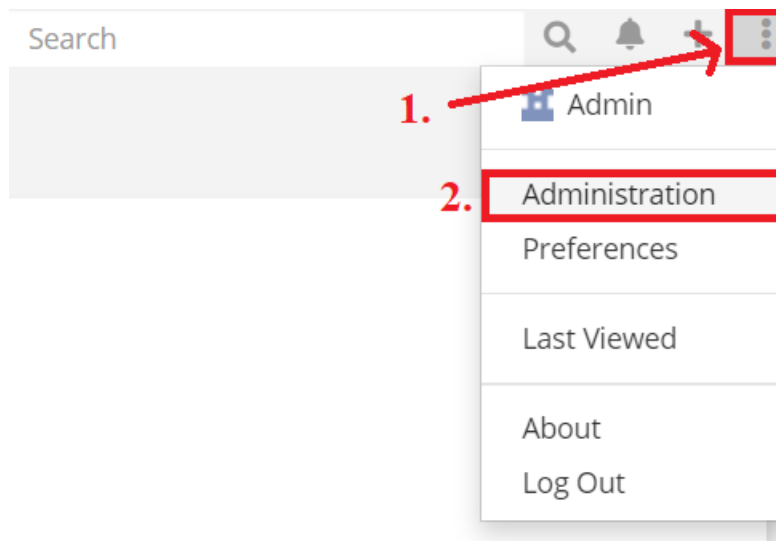 Search
1.
Admin
2.
Administration
Preferences
Last Viewed
About
Log Out